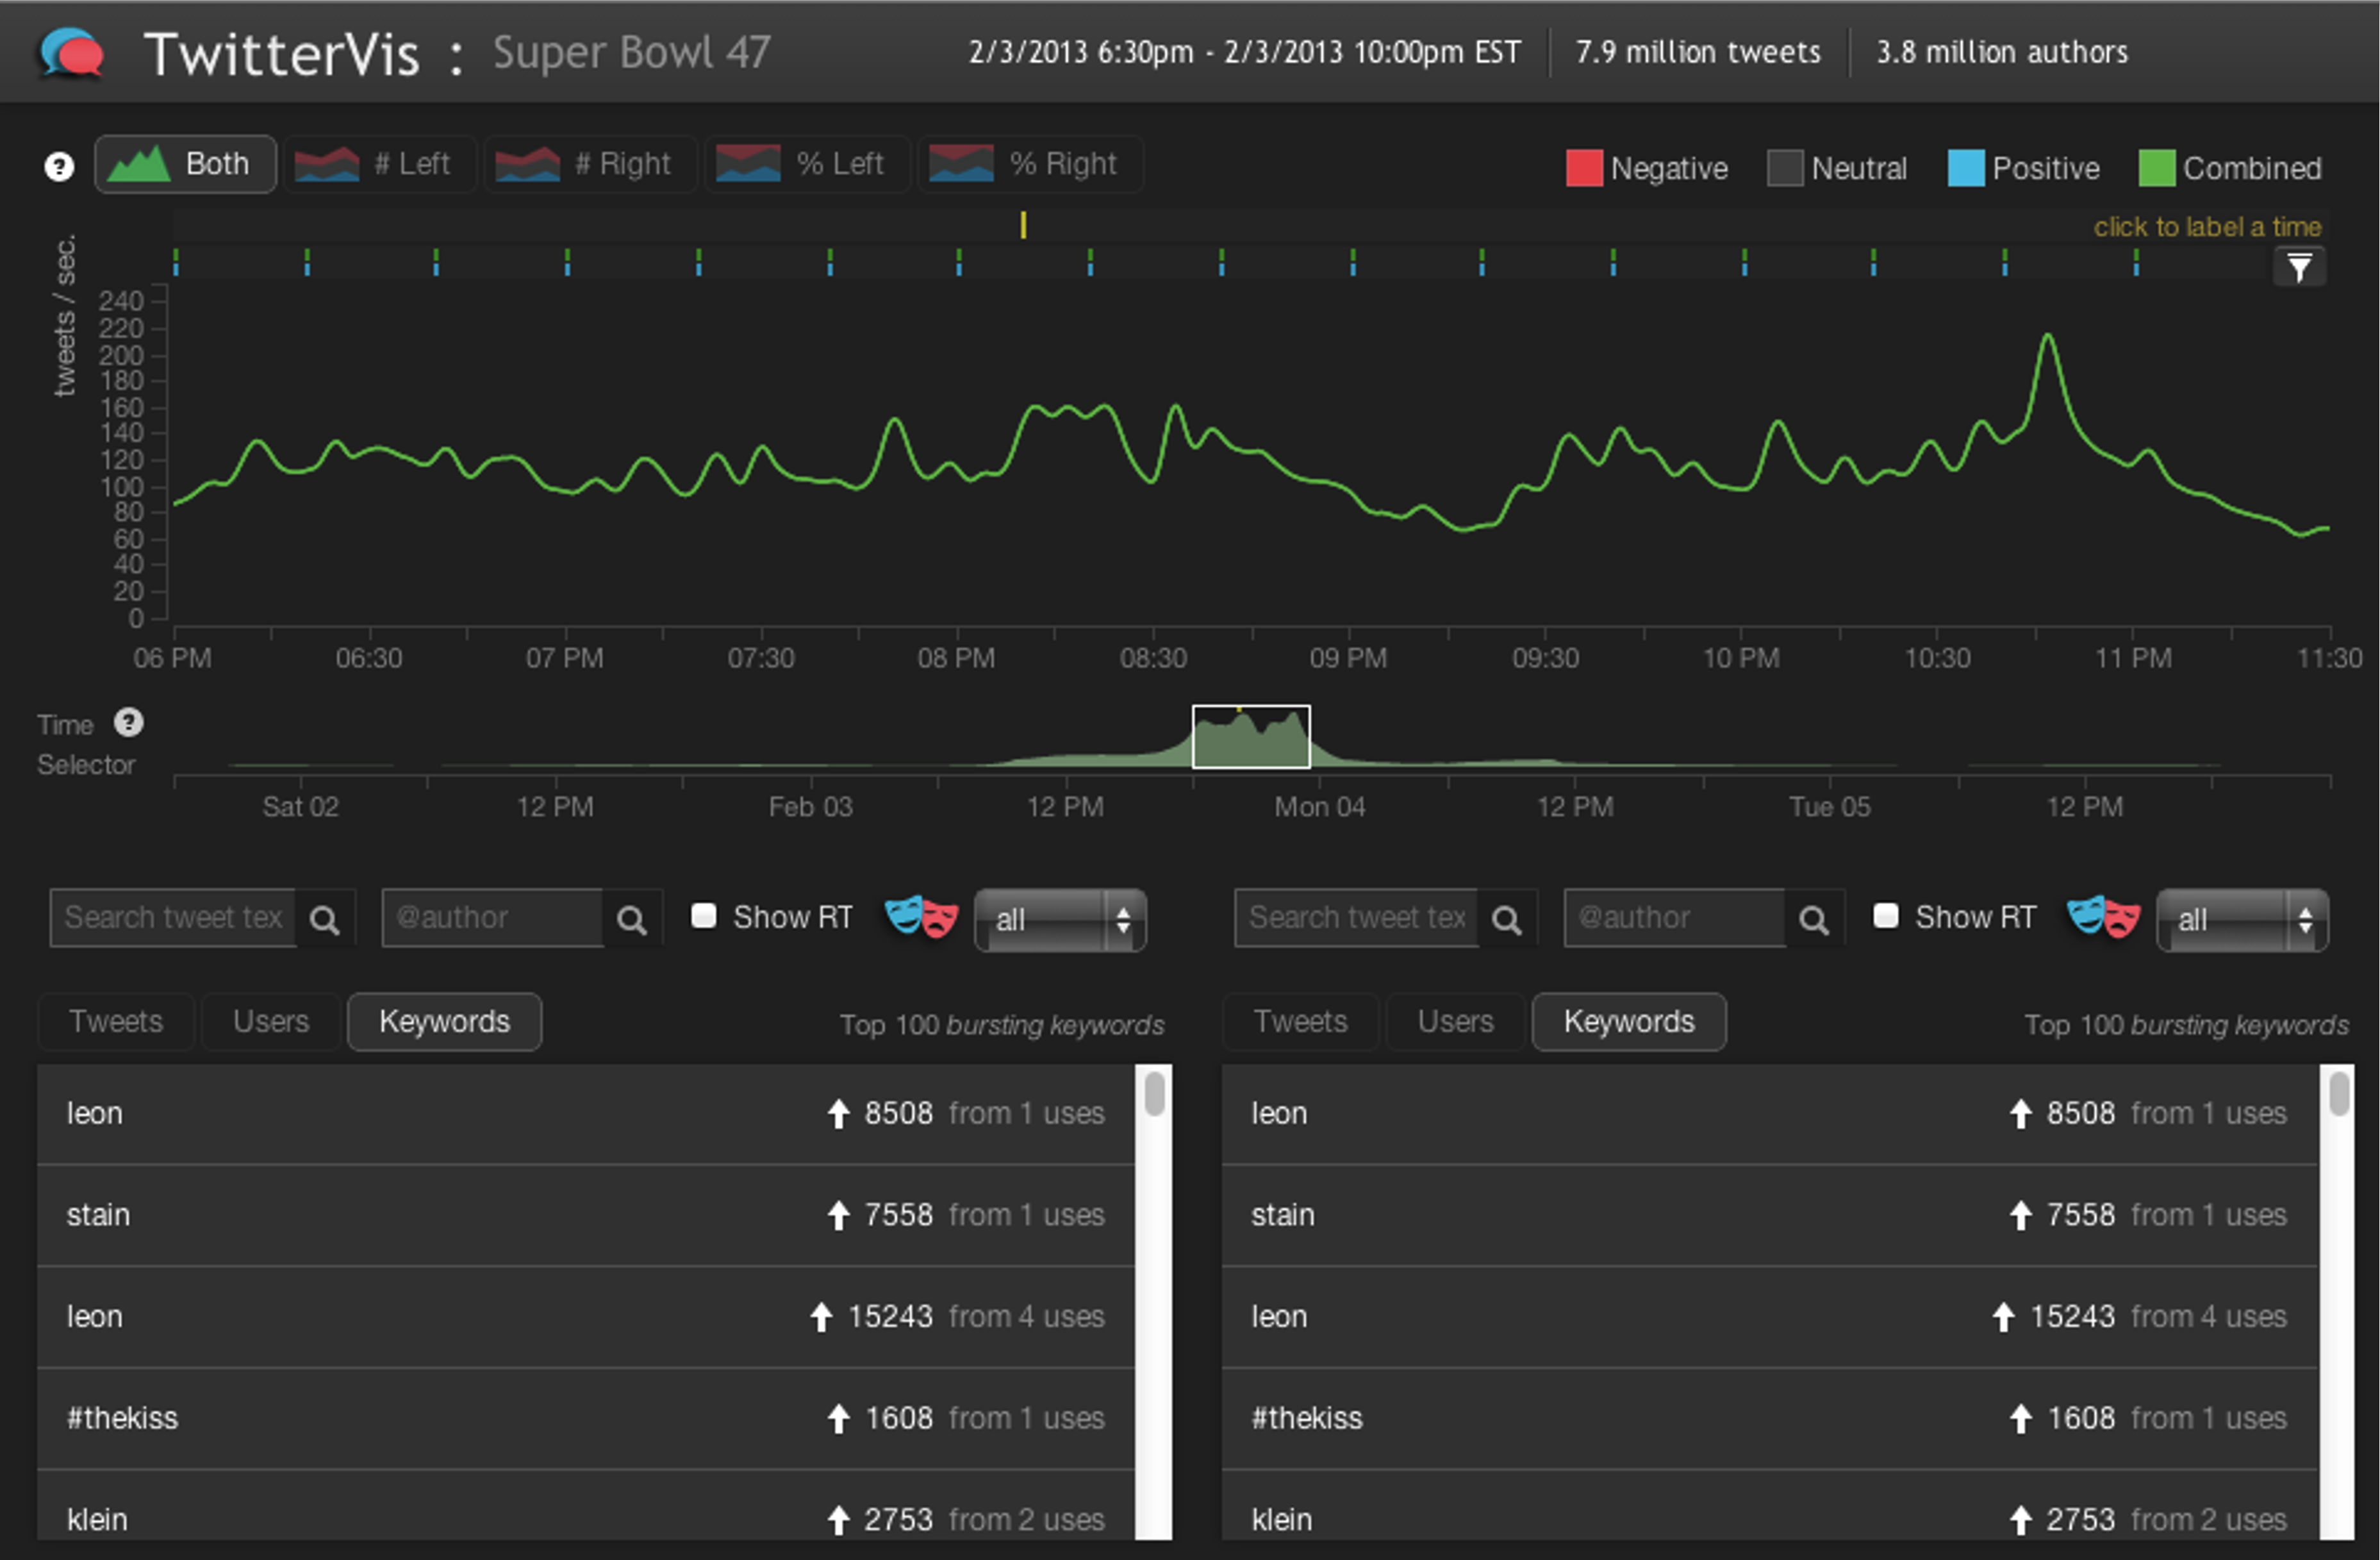 TwitterVis : Super Bowl 47 2/3/2013 6:30pm - 2/3/2013 10:00pm EST 7.9 million tweets 3.8 million authors
? Both # Left # Right % Left % Right Negative Neutral Positive Combined
click to label a time
tweets / sec.
240
220
200
180
160
140
120
100
80
60
40
20
0
06 PM 06:30 07 PM 07:30 08 PM 08:30 09 PM 09:30 10 PM 10:30 11 PM 11:30
Time ?
Selector
Sat 02 12 PM Feb 03 12 PM Mon 04 12 PM Tue 05 12 PM
Search tweet tex @author Show RT all Search tweet tex @author Show RT all
Tweets Users Keywords Top 100 bursting keywords Tweets Users Keywords Top 100 bursting keywords
leon 8508 from 1 uses leon 8508 from 1 uses
stain 7558 from 1 uses stain 7558 from 1 uses
leon 15243 from 4 uses leon 15243 from 4 uses
#thekiss 1608 from 1 uses #thekiss 1608 from 1 uses
klein 2753 from 2 uses klein 2753 from 2 uses